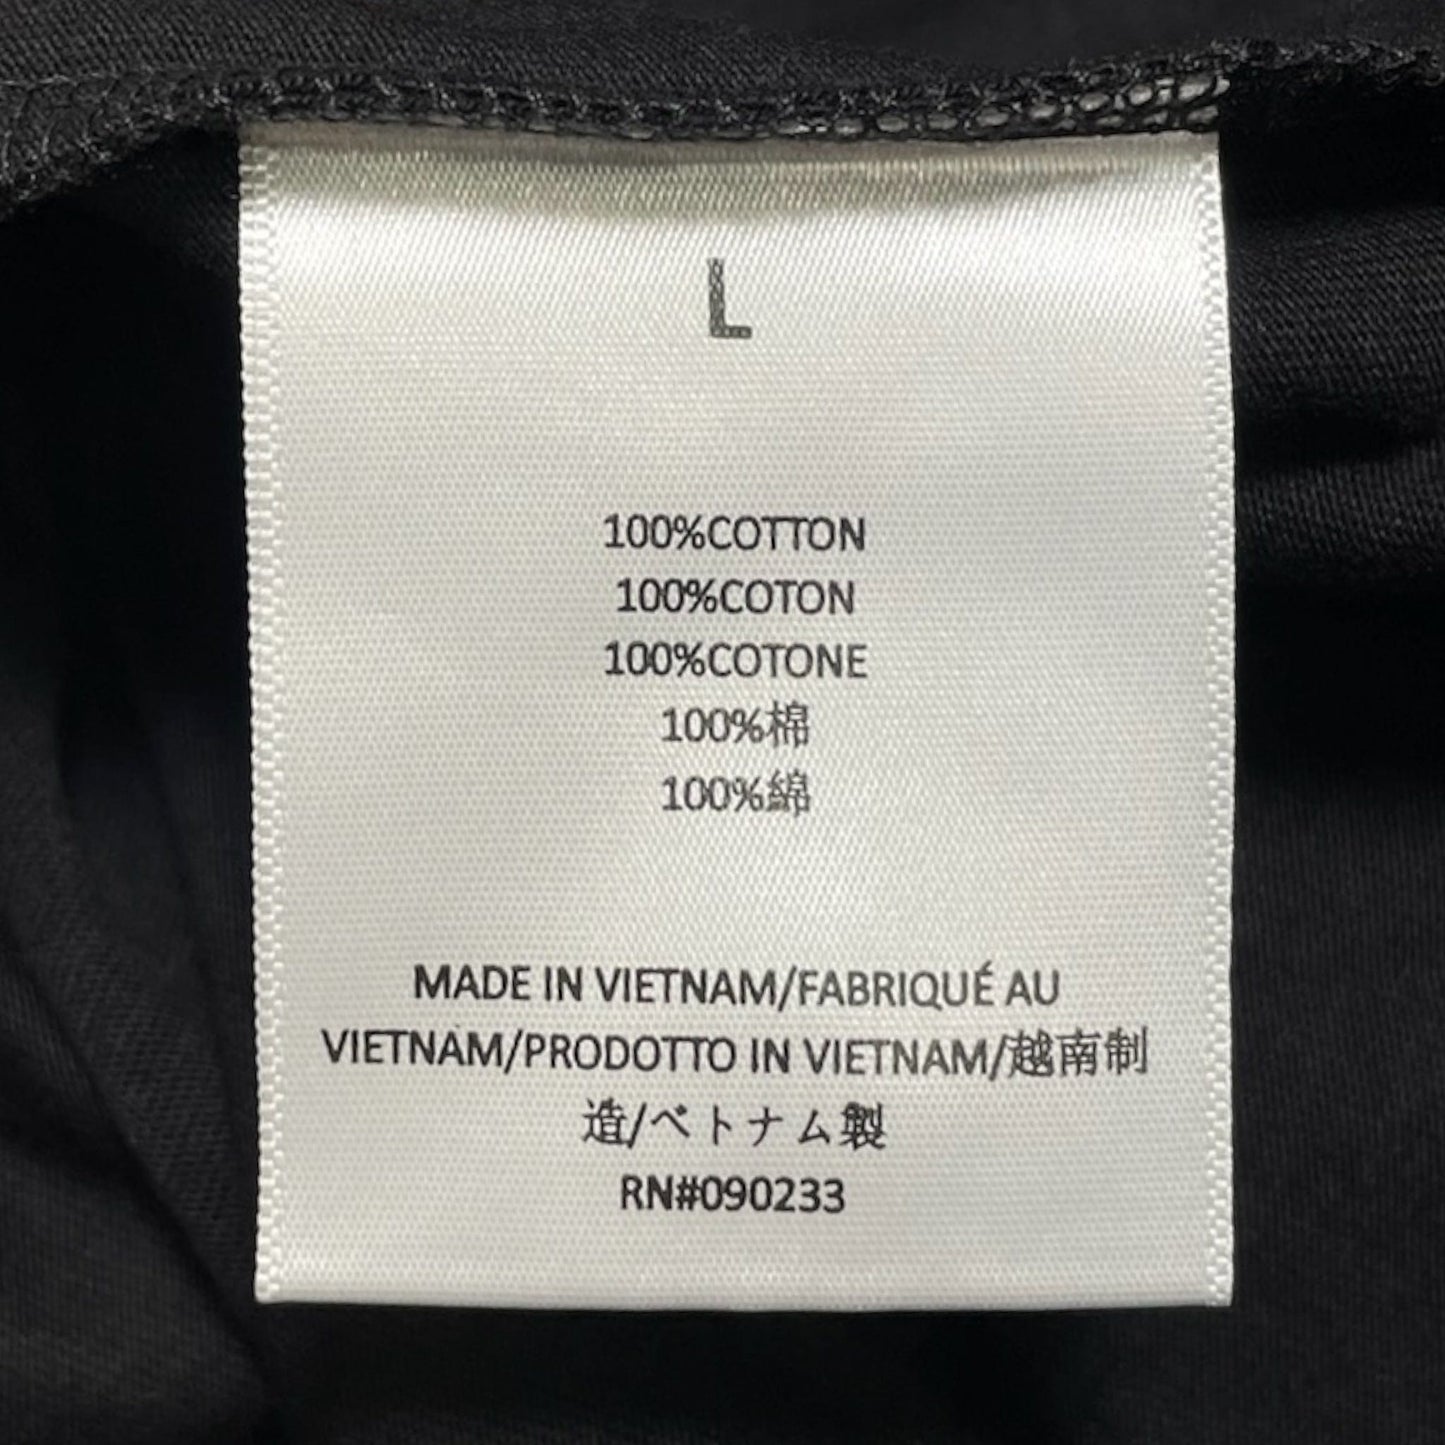 L
100%COTTON
100%COTON
100%COTONE
100%棉
100%綿
MADE IN VIETNAM/FABRIQUÉ AU
VIETNAM/PRODOTTO IN VIETNAM/越南制
造/ベトナム製
RN#090233